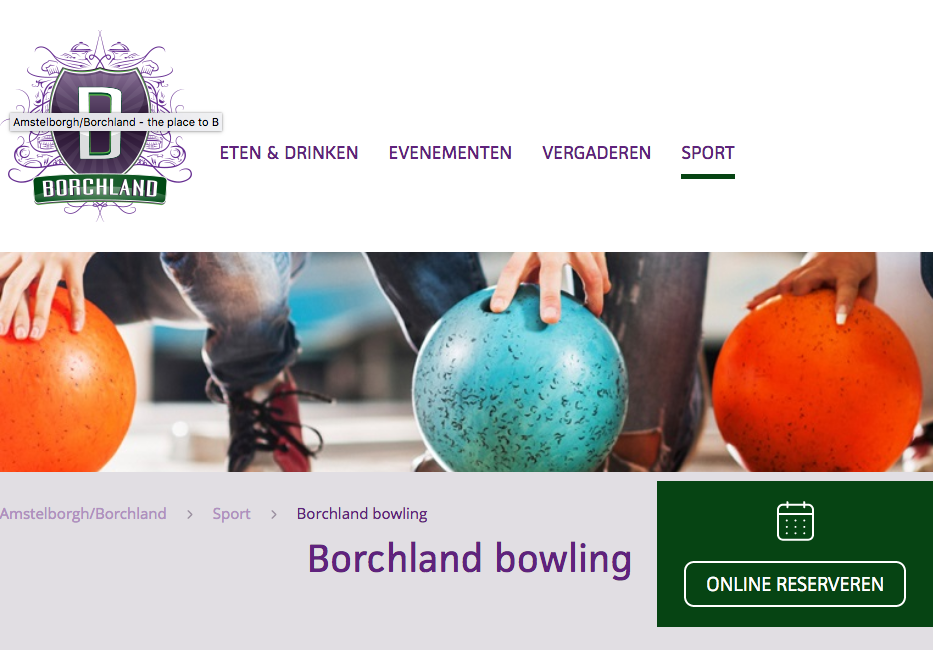 B
BORCHLAND
Amstelborgh/Borchland - the place to B
ETEN & DRINKEN
EVENEMENTEN
VERGADEREN
SPORT
Amstelborgh/Borchland > Sport > Borchland bowling
Borchland bowling
ONLINE RESERVEREN